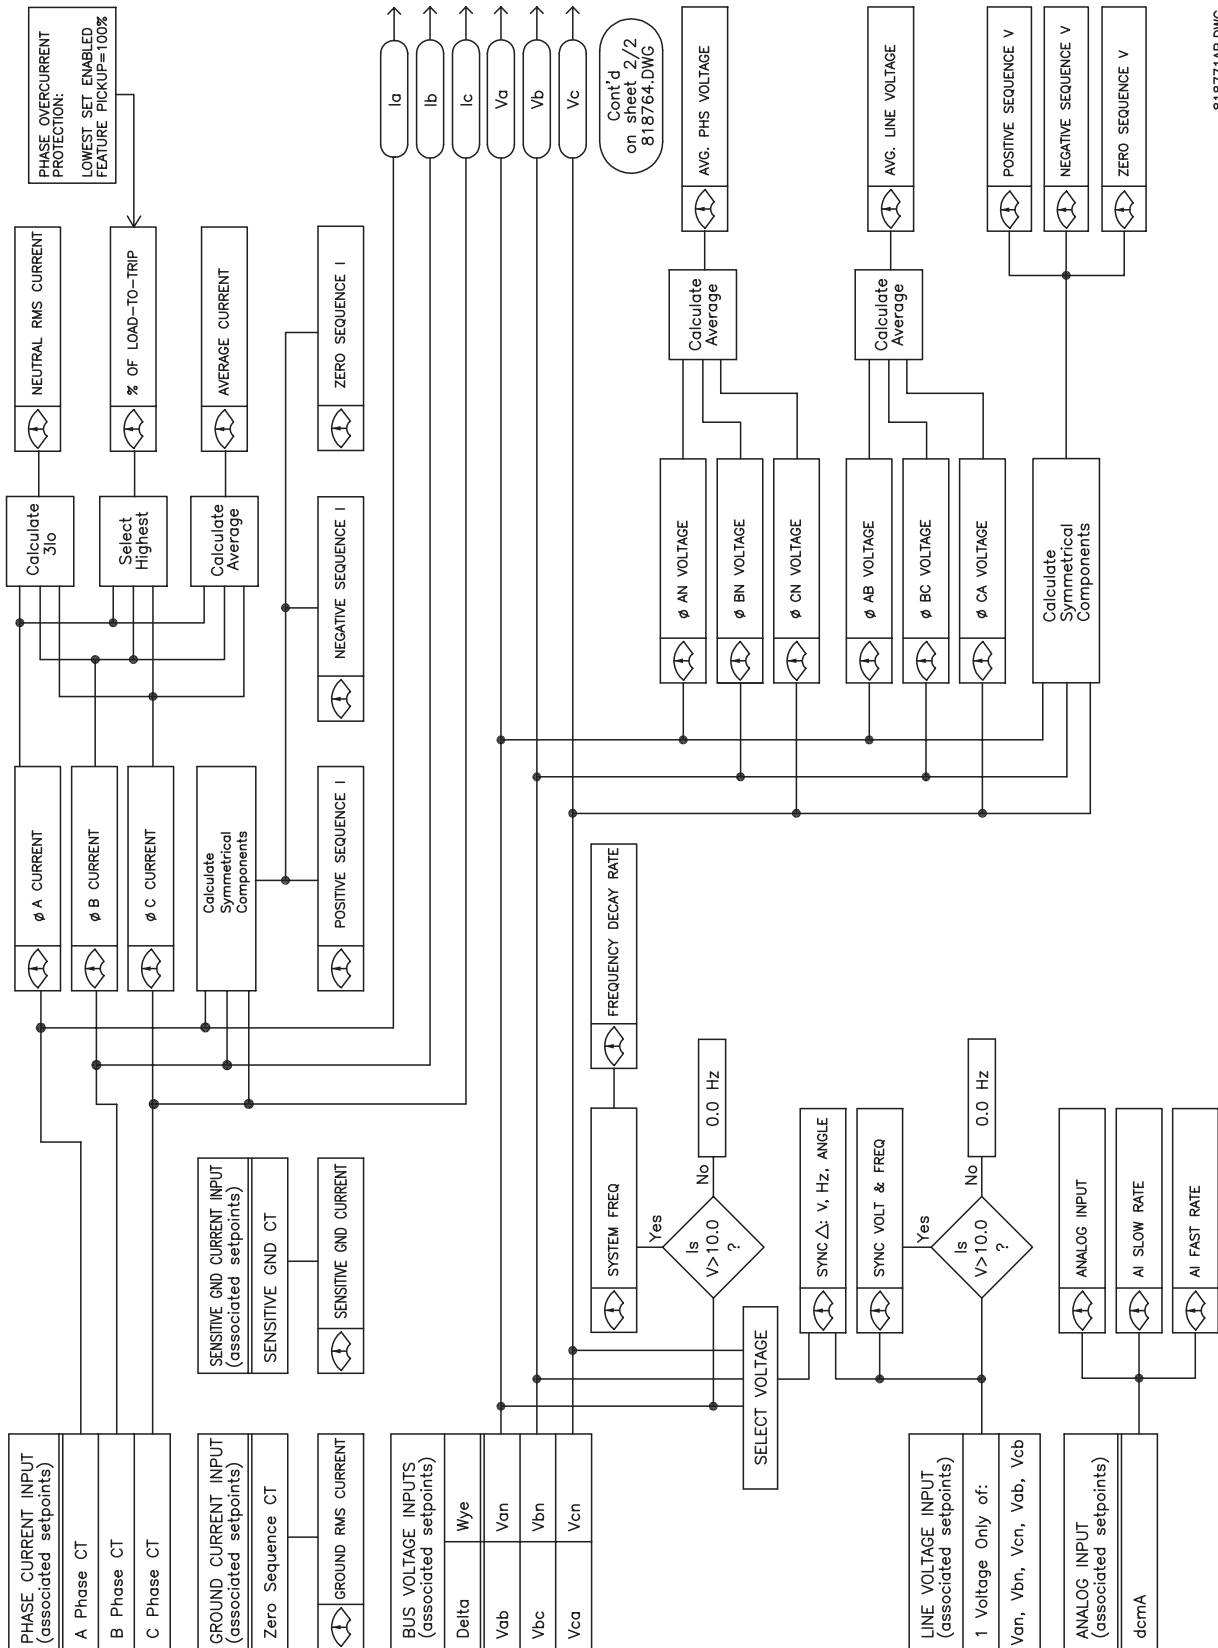 PHASE CURRENT INPUT
(associated setpoints)
A Phase CT
B Phase CT
C Phase CT
GROUND CURRENT INPUT
(associated setpoints)
Zero Sequence CT
GROUND RMS CURRENT
SENSITIVE GND CURRENT INPUT
(associated setpoints)
SENSITIVE GND CT
SENSITIVE GND CURRENT
ø A CURRENT
ø B CURRENT
ø C CURRENT
Calculate
Symmetrical
Components
POSITIVE SEQUENCE I
NEGATIVE SEQUENCE I
ZERO SEQUENCE I
Calculate
3Io
Select
Highest
Calculate
Average
NEUTRAL RMS CURRENT
% OF LOAD-TO-TRIP
AVERAGE CURRENT
PHASE OVERCURRENT
PROTECTION:
LOWEST SET ENABLED
FEATURE PICKUP=100%
Ia
Ib
Ic
Va
Vb
Vc
Cont'd
on sheet 2/2
818764.DWG
BUS VOLTAGE INPUTS
(associated setpoints)
Delta
Wye
Vab
Van
Vbc
Vbn
Vca
Vcn
SELECT VOLTAGE
SYSTEM FREQ
FREQUENCY DECAY RATE
Yes
Is
V>10.0
?
No
0.0 Hz
SYNC △: V, Hz, ANGLE
SYNC VOLT & FREQ
Yes
Is
V>10.0
?
No
0.0 Hz
LINE VOLTAGE INPUT
(associated setpoints)
1 Voltage Only of:
Van, Vbn, Vcn, Vab, Vcb
ANALOG INPUT
(associated setpoints)
dcmA
ANALOG INPUT
AI SLOW RATE
AI FAST RATE
ø AN VOLTAGE
ø BN VOLTAGE
ø CN VOLTAGE
Calculate
Average
AVG. PHS VOLTAGE
ø AB VOLTAGE
ø BC VOLTAGE
ø CA VOLTAGE
Calculate
Average
AVG. LINE VOLTAGE
Calculate
Symmetrical
Components
POSITIVE SEQUENCE V
NEGATIVE SEQUENCE V
ZERO SEQUENCE V